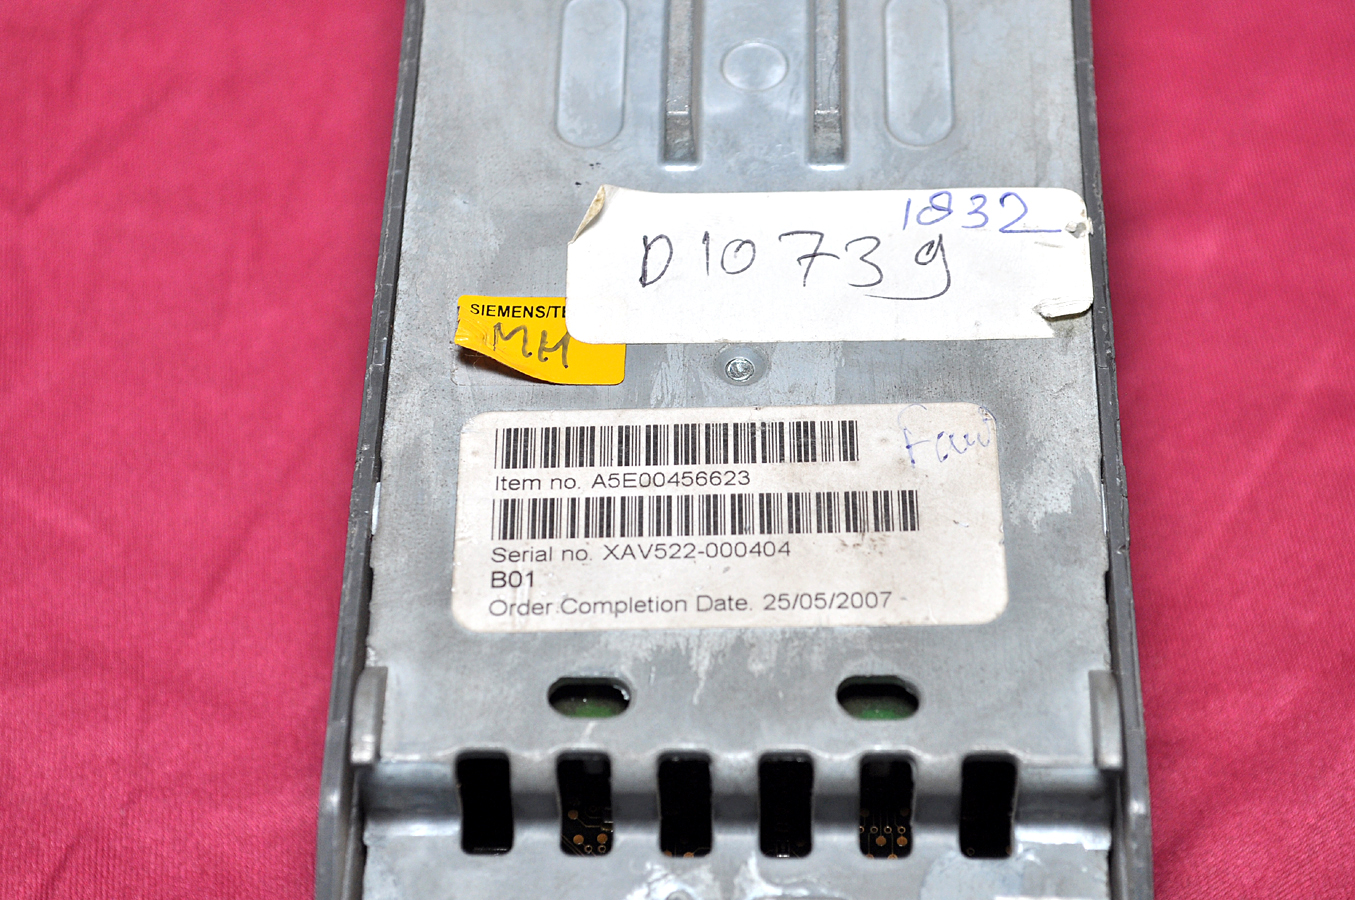 1832
D10739
SIEMENS/TE
MH
Item no. A5E00456623
Serial no. XAV522-000404
B01
Order Completion Date. 25/05/2007